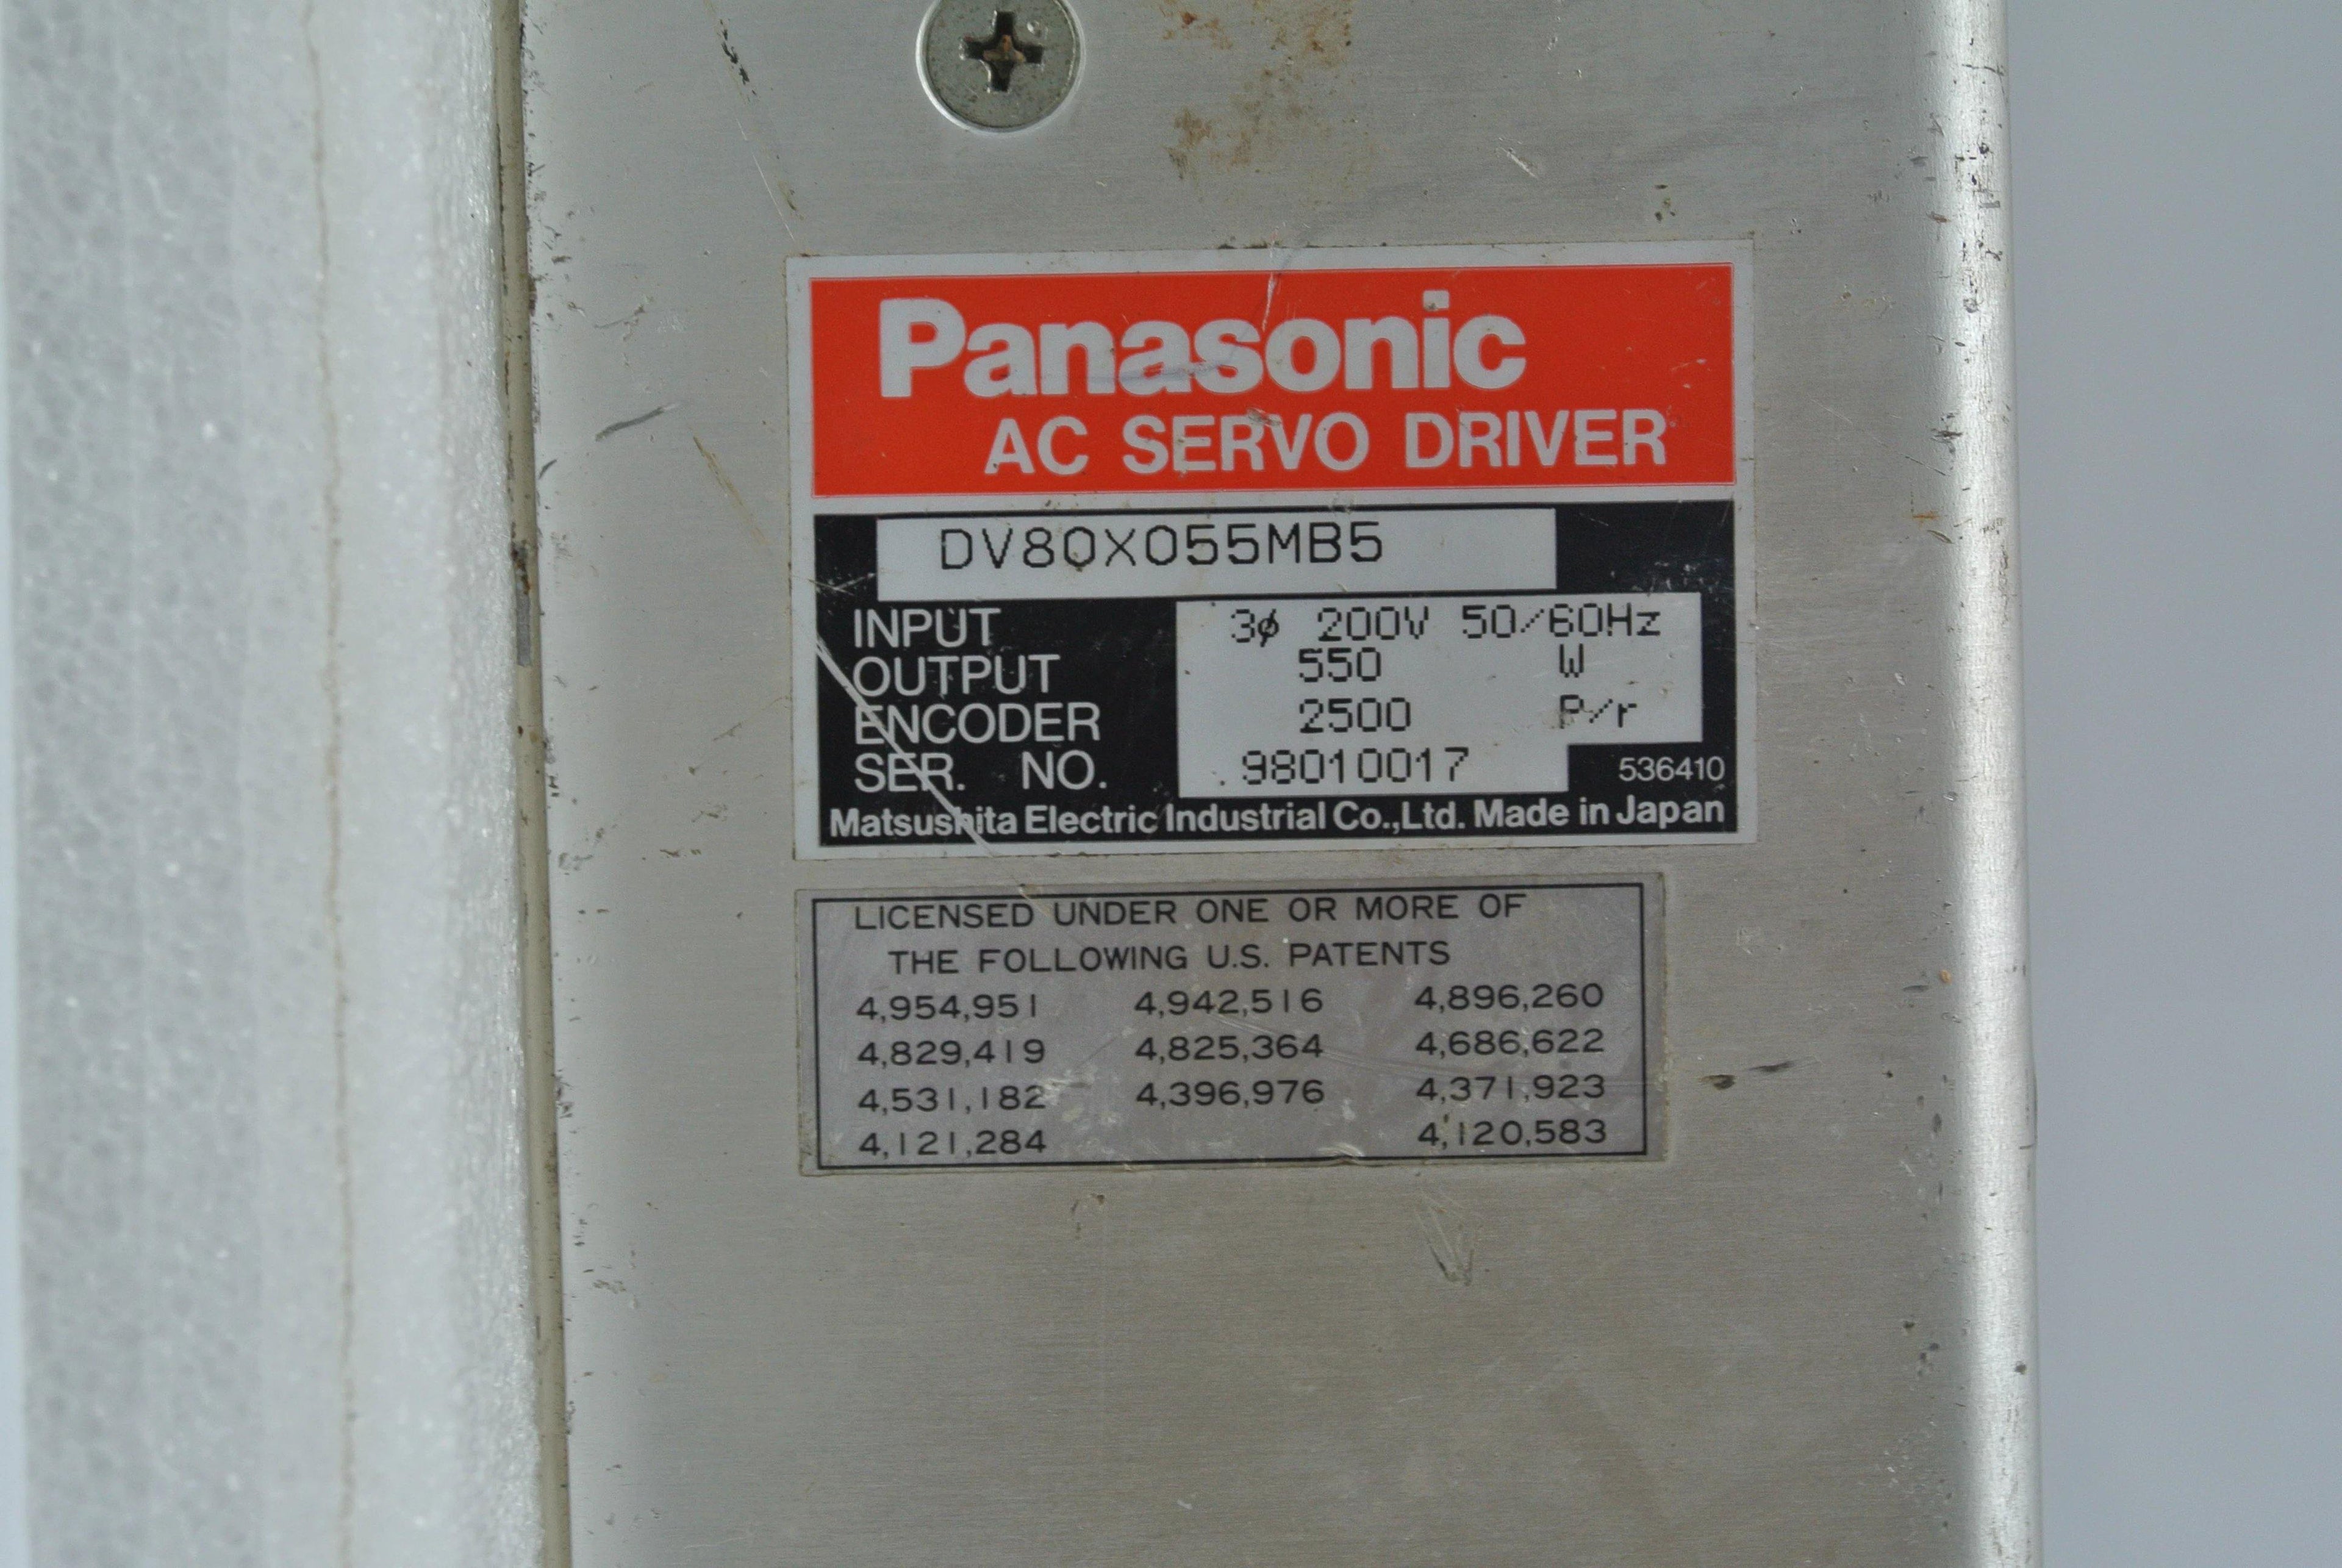 Panasonic
AC SERVO DRIVER
DV80X055MB5
INPUT 3ϕ 200V 50/60Hz
OUTPUT 550 W
ENCODER 2500 P/r
SER. NO. 98010017 536410
Matsushita Electric Industrial Co.,Ltd. Made in Japan
LICENSED UNDER ONE OR MORE OF
THE FOLLOWING U.S. PATENTS
4,954,951 4,942,516 4,896,260
4,829,419 4,825,364 4,686,622
4,531,182 4,396,976 4,371,923
4,121,284 4,120,583